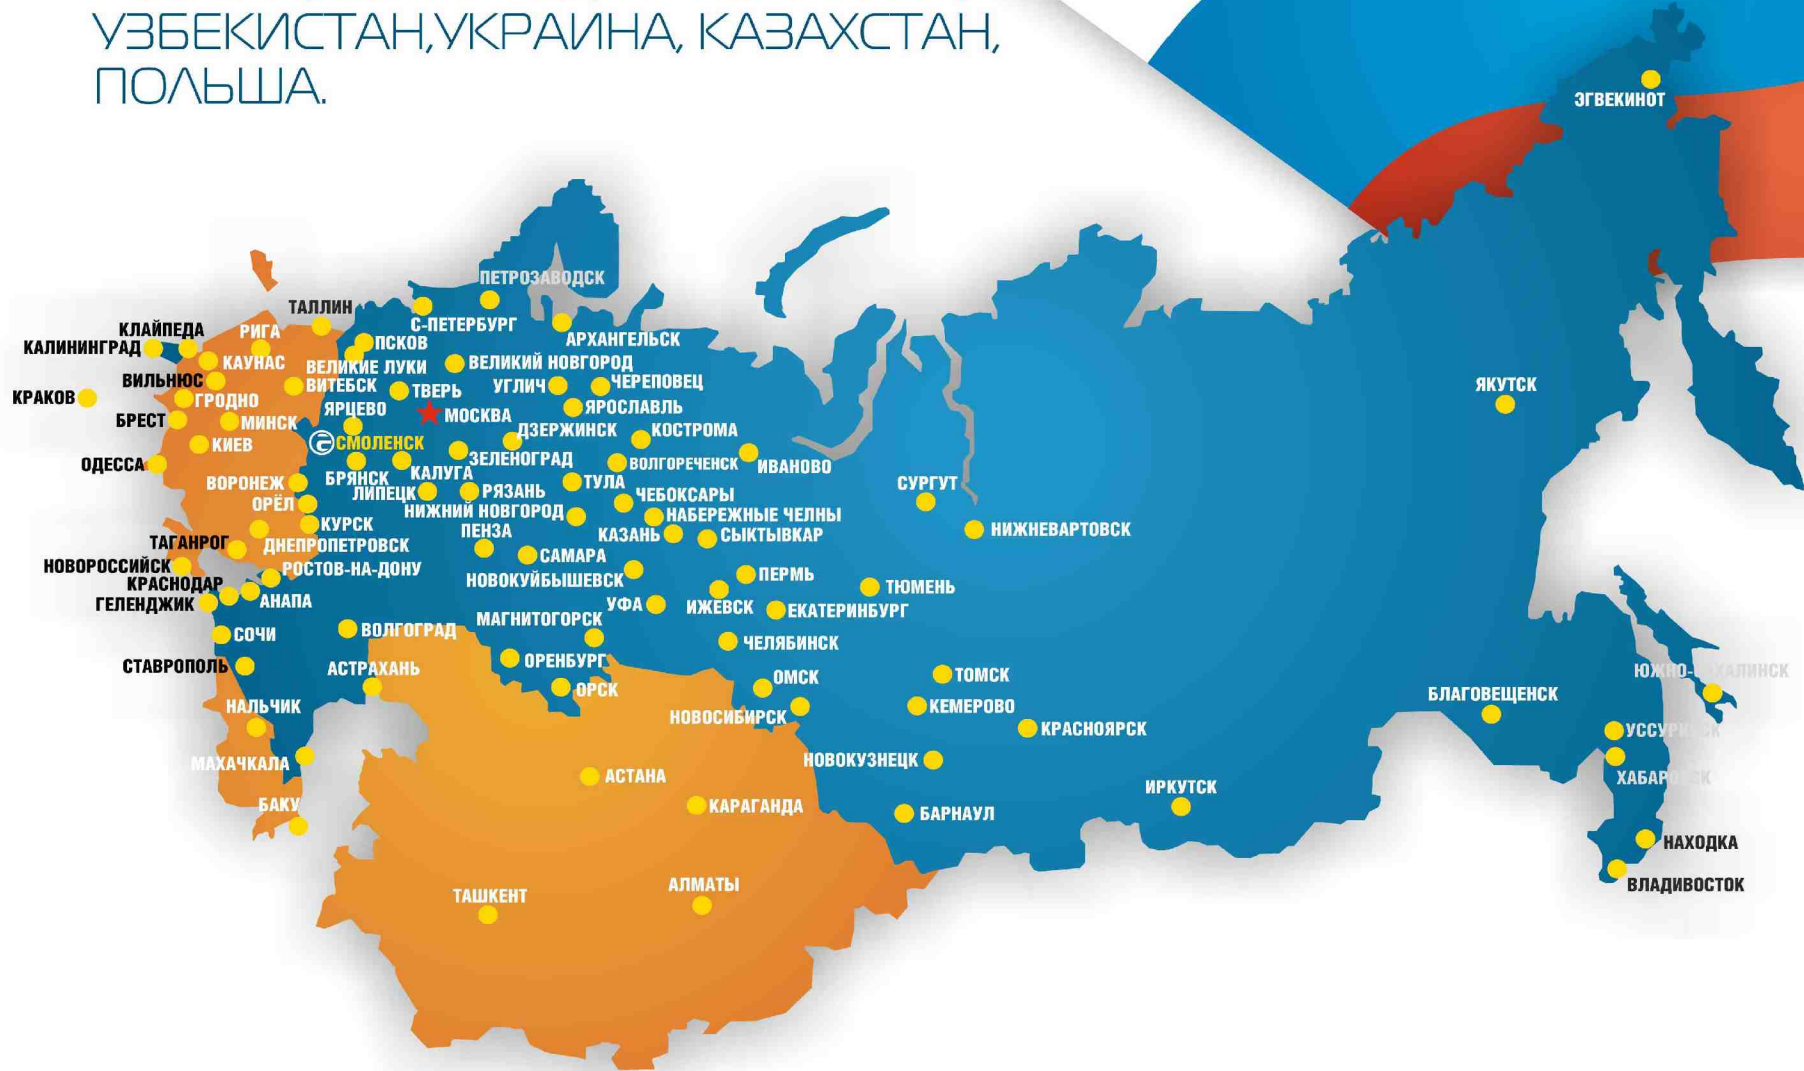 УЗБЕКИСТАН,УКРАИНА, КАЗАХСТАН,
ПОЛЬША.
ЭГВЕКИНОТ
ПЕТРОЗАВОДСК
ТАЛЛИН
С-ПЕТЕРБУРГ
КЛАЙПЕДА
РИГА
АРХАНГЕЛЬСК
КАЛИНИНГРАД
ПСКОВ
КАУНАС
ВЕЛИКИЕ ЛУКИ
ВЕЛИКИЙ НОВГОРОД
ВИЛЬНЮС
ВИТЕБСК
ТВЕРЬ
УГЛИЧ
ЧЕРЕПОВЕЦ
ЯКУТСК
КРАКОВ
ГРОДНО
ЯРЦЕВО
МОСКВА
ЯРОСЛАВЛЬ
БРЕСТ
МИНСК
ДЗЕРЖИНСК
КОСТРОМА
КИЕВ
СМОЛЕНСК
ЗЕЛЕНОГРАД
ВОЛГОРЕЧЕНСК
ИВАНОВО
ОДЕССА
БРЯНСК
КАЛУГА
ВОРОНЕЖ
ЛИПЕЦК
РЯЗАНЬ
ТУЛА
СУРГУТ
ОРЁЛ
НИЖНИЙ НОВГОРОД
ЧЕБОКСАРЫ
НАБЕРЕЖНЫЕ ЧЕЛНЫ
КУРСК
ПЕНЗА
КАЗАНЬ
СЫКТЫВКАР
НИЖНЕВАРТОВСК
ТАГАНРОГ
ДНЕПРОПЕТРОВСК
САМАРА
НОВОРОССИЙСК
РОСТОВ-НА-ДОНУ
НОВОКУЙБЫШЕВСК
ПЕРМЬ
КРАСНОДАР
ТЮМЕНЬ
ГЕЛЕНДЖИК
АНАПА
УФА
ИЖЕВСК
ЕКАТЕРИНБУРГ
МАГНИТОГОРСК
СОЧИ
ВОЛГОГРАД
ЧЕЛЯБИНСК
СТАВРОПОЛЬ
АСТРАХАНЬ
ОРЕНБУРГ
ОМСК
ТОМСК
ОРСК
БЛАГОВЕЩЕНСК
НАЛЬЧИК
НОВОСИБИРСК
КЕМЕРОВО
КРАСНОЯРСК
МАХАЧКАЛА
НОВОКУЗНЕЦК
АСТАНА
ИРКУТСК
БАКУ
КАРАГАНДА
БАРНАУЛ
НАХОДКА
ТАШКЕНТ
АЛМАТЫ
ВЛАДИВОСТОК